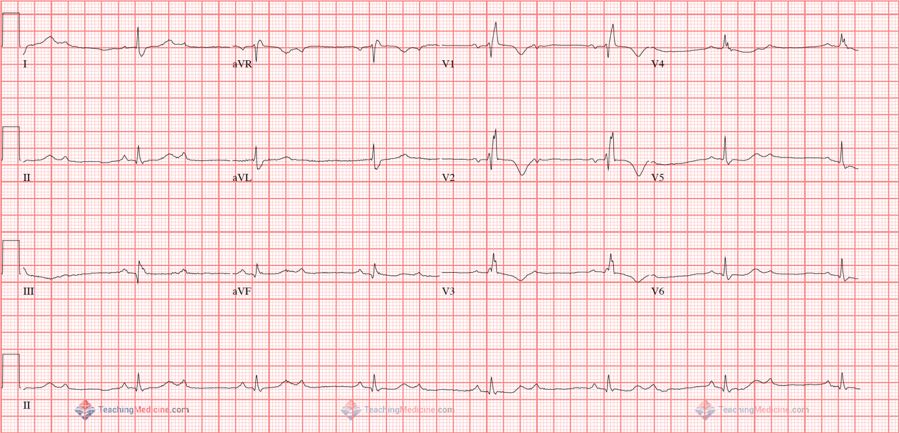 I aVR V1 V4
II aVL V2 V5
III aVF V3 V6
II
TeachingMedicine.com TeachingMedicine.com TeachingMedicine.com